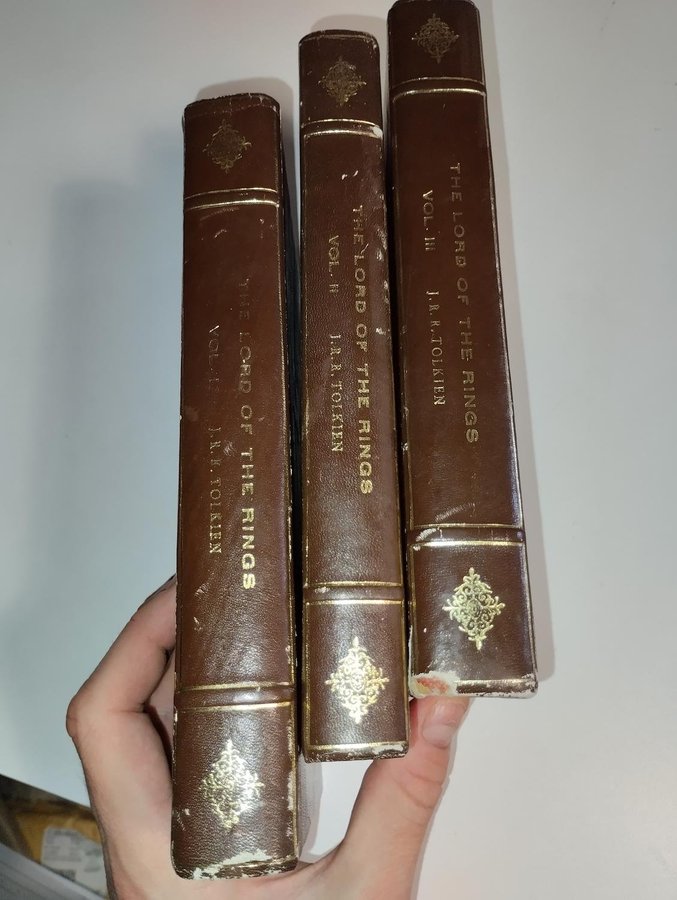 THE LORD OF THE RINGS
VOL. I
J.R.R. TOLKIEN
THE LORD OF THE RINGS
VOL. II
J.R.R. TOLKIEN
THE LORD OF THE RINGS
VOL. III
J.R.R. TOLKIEN